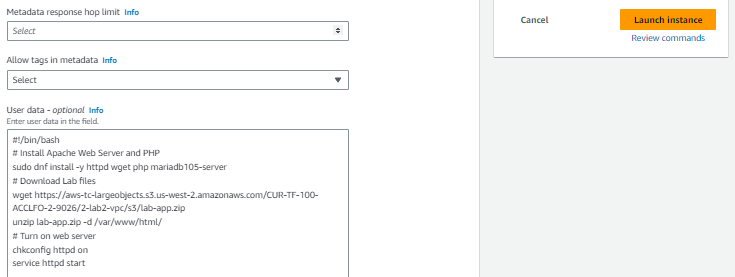 Metadata response hop limit Info
Select
Allow tags in metadata Info
Select
User data - optional Info
Enter user data in the field.
#!/bin/bash
# Install Apache Web Server and PHP
sudo dnf install -y httpd wget php mariadb105-server
# Download Lab files
wget https://aws-tc-largeobjects.s3.us-west-2.amazonaws.com/CUR-TF-100-
ACCLFO-2-9026/2-lab2-vpc/s3/lab-app.zip
unzip lab-app.zip -d /var/www/html/
# Turn on web server
chkconfig httpd on
service httpd start
Cancel
Launch instance
Review commands